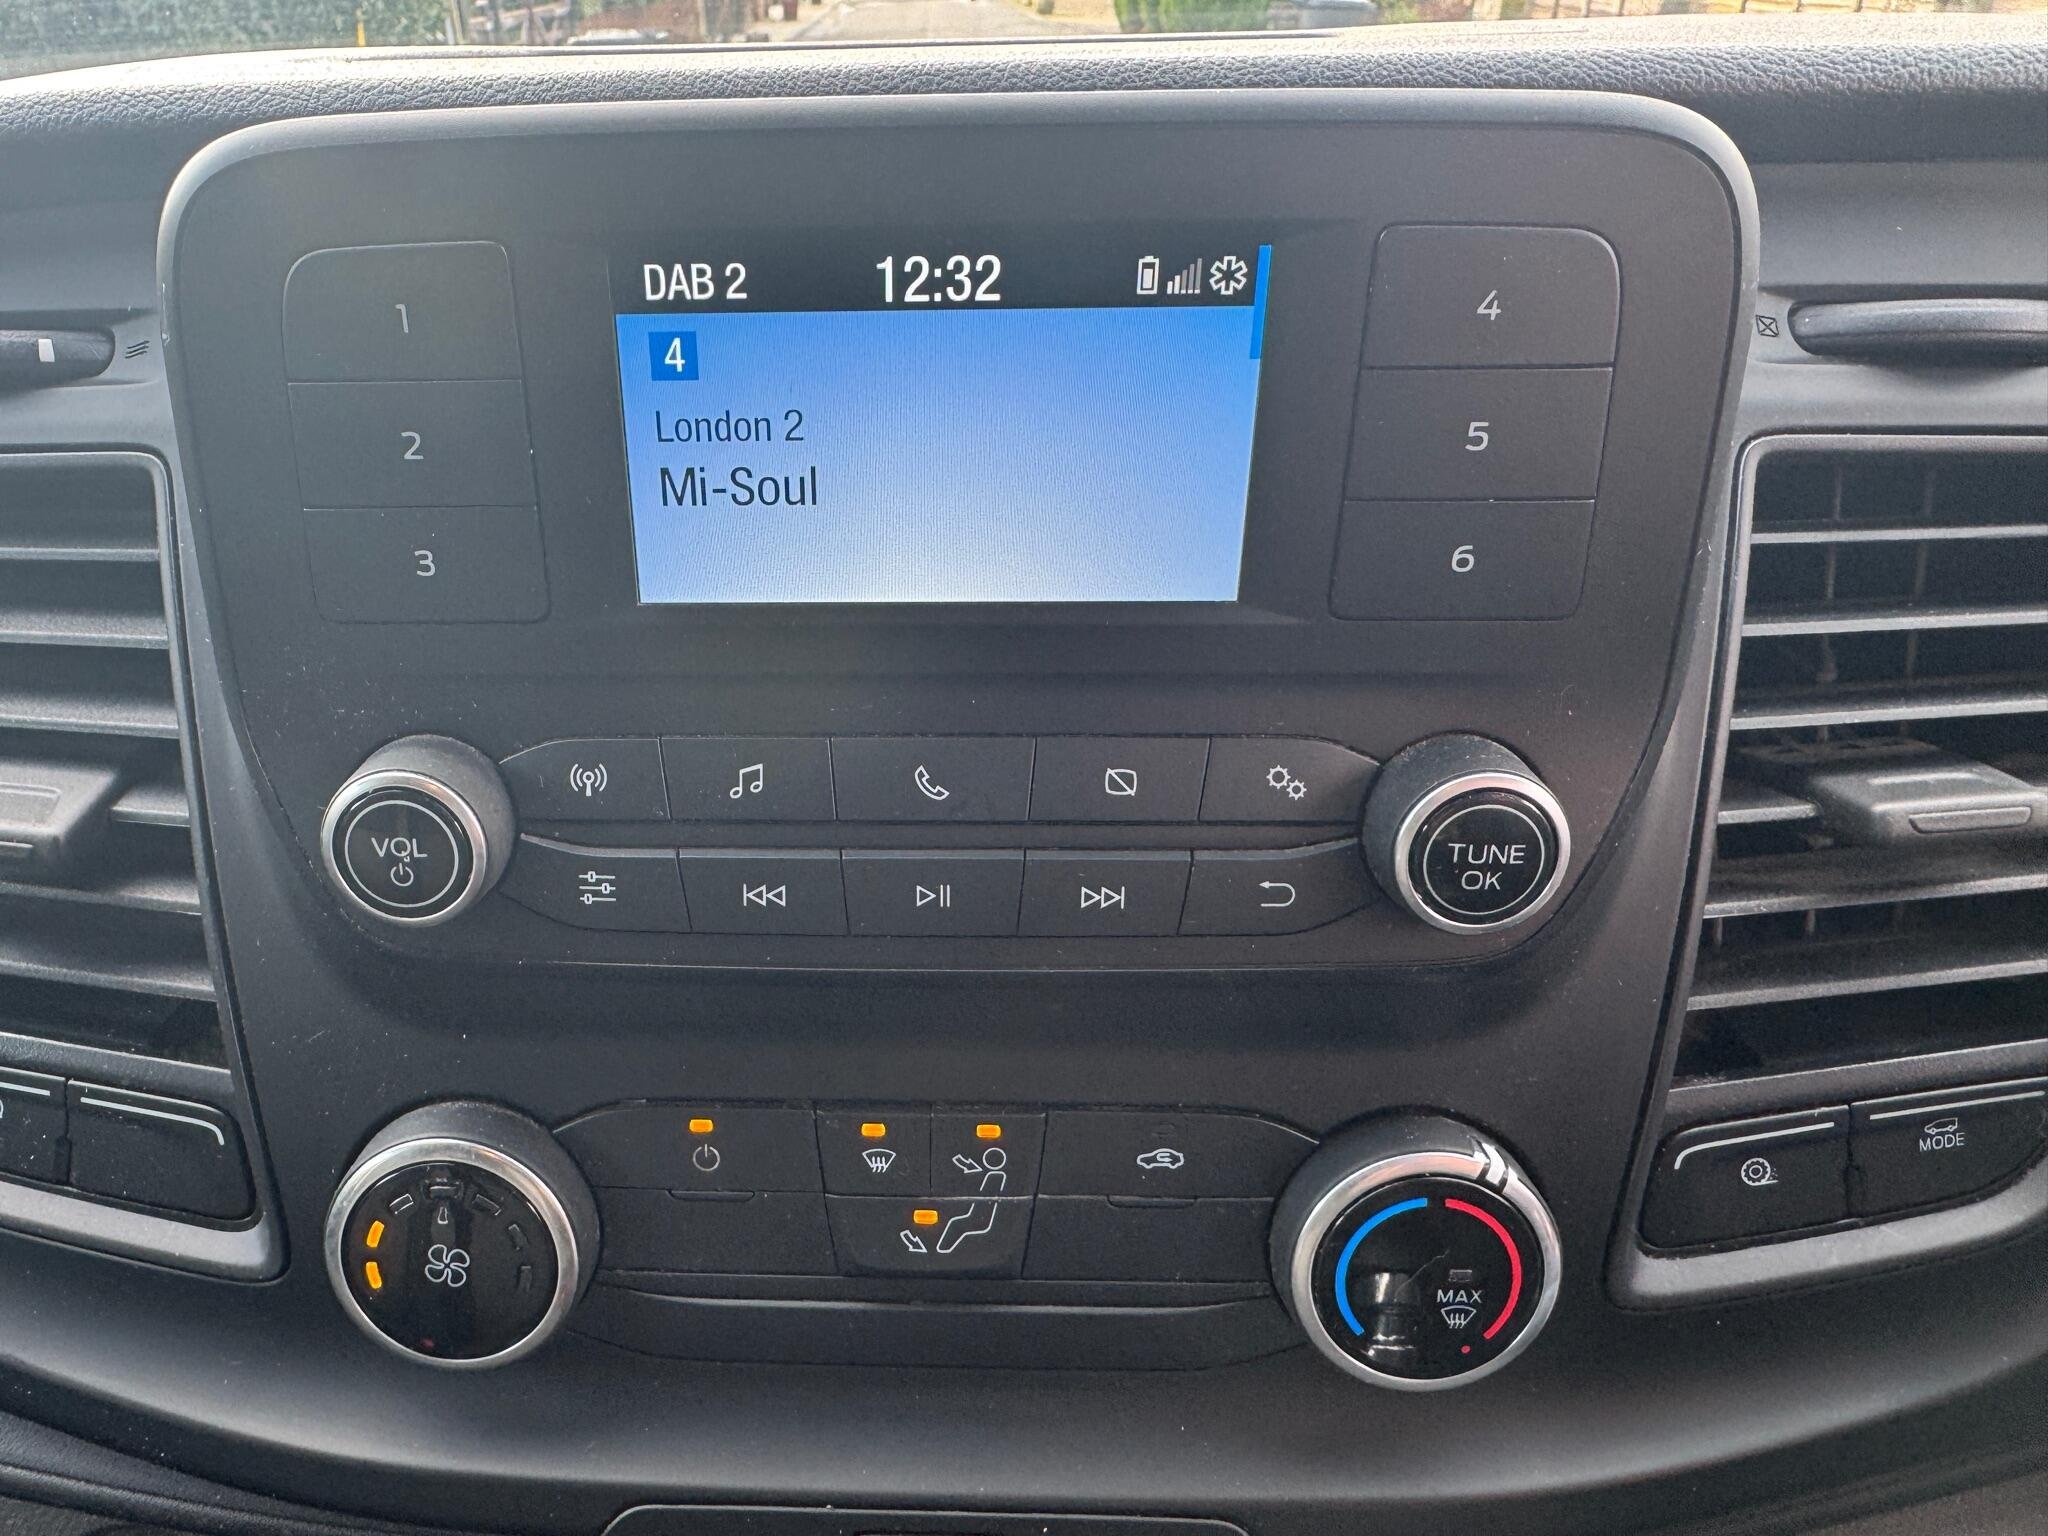 DAB 2 12:32
4
London 2
Mi-Soul
1
2
3
4
5
6
VOL
TUNE
OK
MAX
MODE